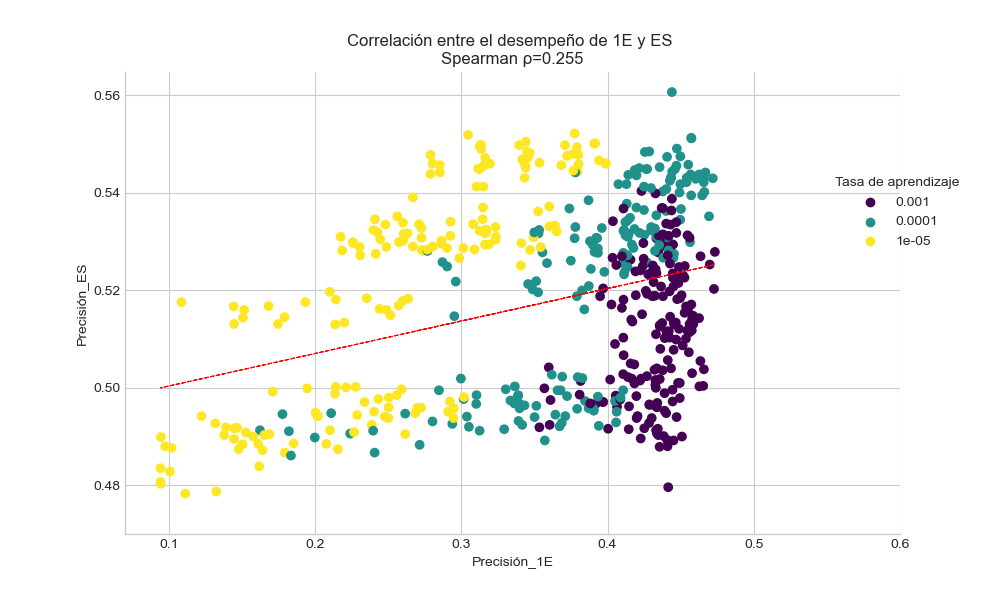 Correlación entre el desempeño de 1E y ES
Spearman ρ=0.255
0.56
0.54
0.52
0.50
0.48
Precisión_ES
0.1
0.2
0.3
0.4
0.5
0.6
Precisión_1E
Tasa de aprendizaje
0.001
0.0001
1e-05